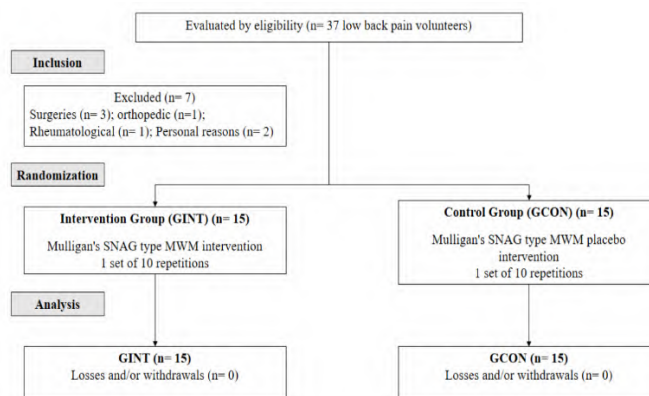 Evaluated by eligibility (n= 37 low back pain volunteers)
Inclusion
Excluded (n= 7)
Surgeries (n= 3); orthopedic (n=1);
Rheumatological (n= 1); Personal reasons (n= 2)
Randomization
Intervention Group (GINT) (n= 15)
Mulligan's SNAG type MWM intervention
1 set of 10 repetitions
Control Group (GCON) (n= 15)
Mulligan's SNAG type MWM placebo
intervention
1 set of 10 repetitions
Analysis
GINT (n= 15)
Losses and/or withdrawals (n= 0)
GCON (n= 15)
Losses and/or withdrawals (n= 0)